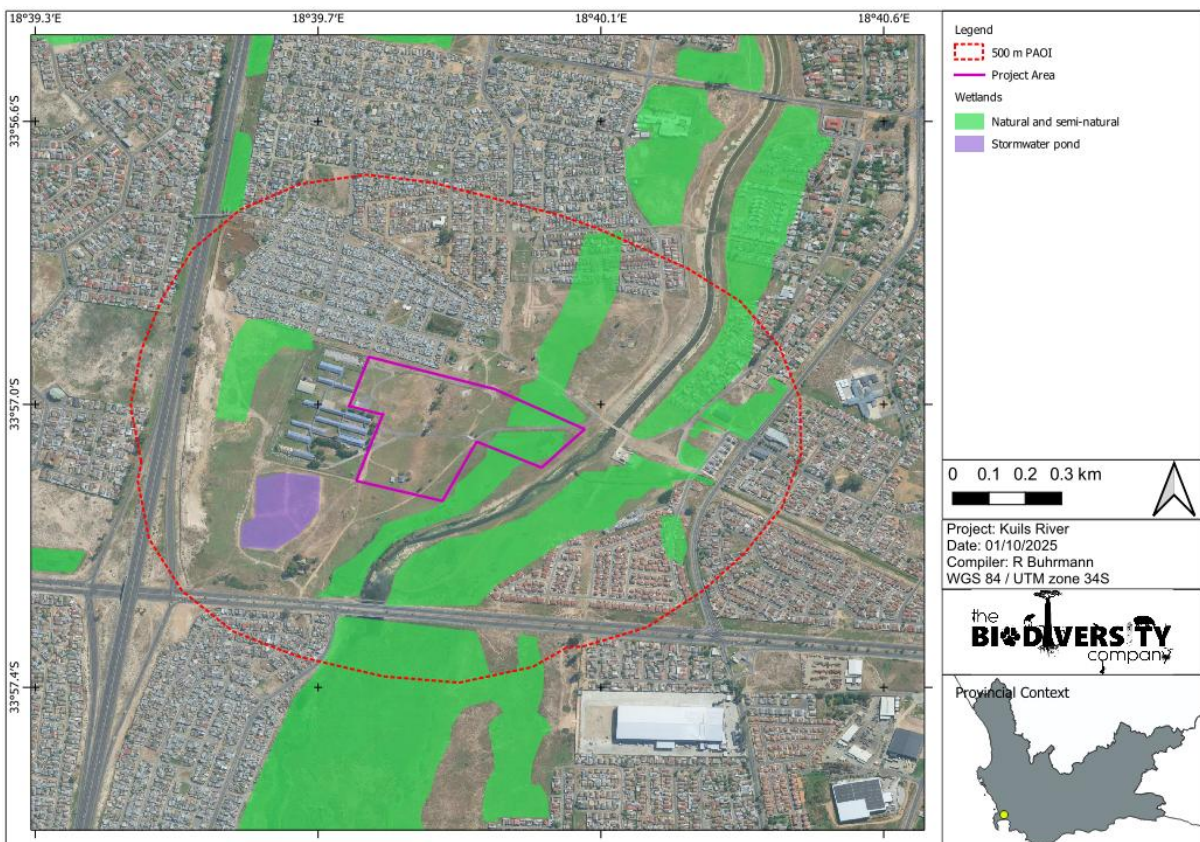 18°39.3'E 18°39.7'E 18°40.1'E 18°40.6'E
33°56.6'S
33°57.0'S
33°57.4'S
Legend
500 m PAOI
Project Area
Wetlands
Natural and semi-natural
Stormwater pond
0 0.1 0.2 0.3 km
Project: Kuils River
Date: 01/10/2025
Compiler: R Buhrmann
WGS 84 / UTM zone 34S
the
BIODIVERSITY
company
Provincial Context